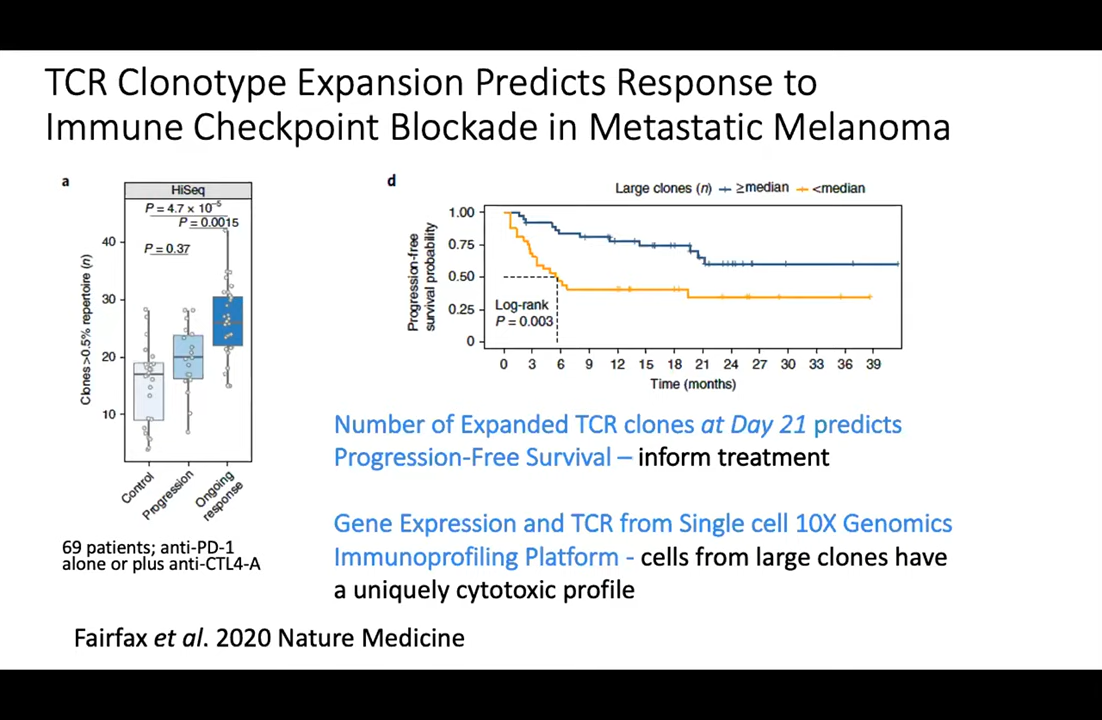 TCR Clonotype Expansion Predicts Response to
Immune Checkpoint Blockade in Metastatic Melanoma
a
HiSeq
P = 4.7 × 10⁻⁵
P = 0.0015
P = 0.37
Clones >0.5% repertoire (n)
40
30
20
10
Control
Progression
Ongoing
response
69 patients; anti-PD-1
alone or plus anti-CTL4-A
d
Large clones (n) ≥median <median
Progression-free
survival probability
1.00
0.75
0.50
0.25
0
Log-rank
P = 0.003
0 3 6 9 12 15 18 21 24 27 30 33 36 39
Time (months)
Number of Expanded TCR clones at Day 21 predicts
Progression-Free Survival – inform treatment
Gene Expression and TCR from Single cell 10X Genomics
Immunoprofiling Platform - cells from large clones have
a uniquely cytotoxic profile
Fairfax et al. 2020 Nature Medicine